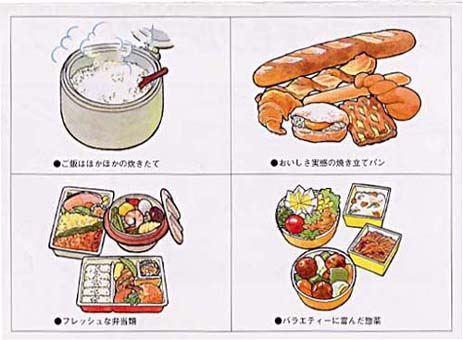 ●ご飯はほかほかの炊きたて
●おいしさ実感の焼き立てパン
●フレッシュな弁当類
●バラエティーに富んだ惣菜